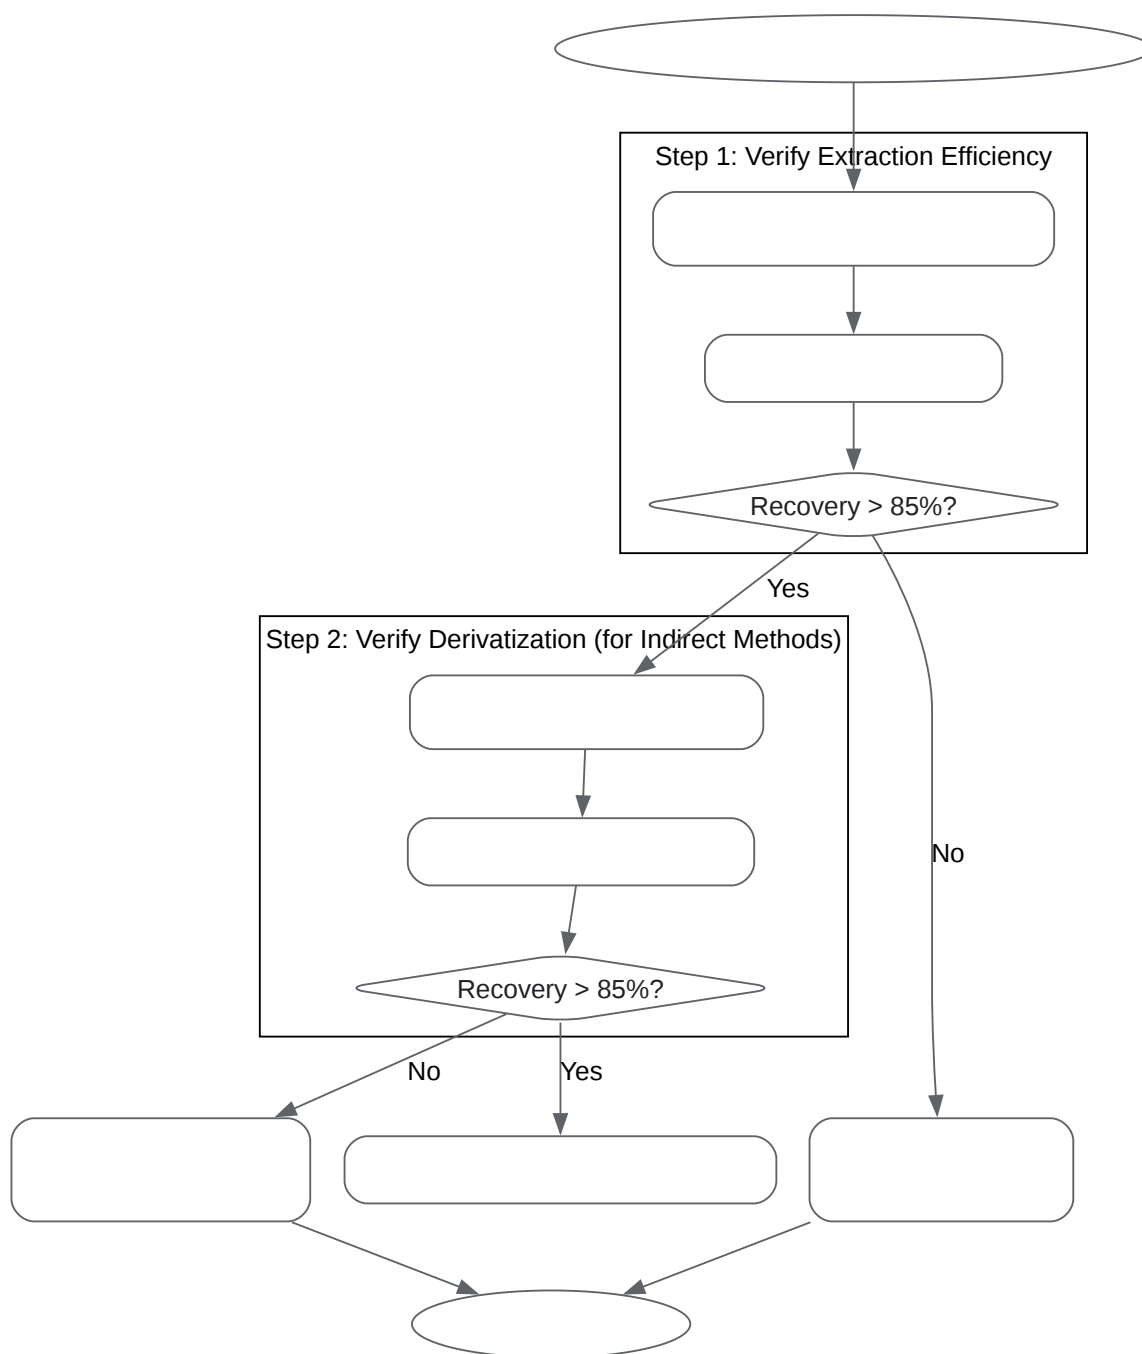 Step 1: Verify Extraction Efficiency
Recovery > 85%?
Yes
Step 2: Verify Derivatization (for Indirect Methods)
No
Recovery > 85%?
No
Yes